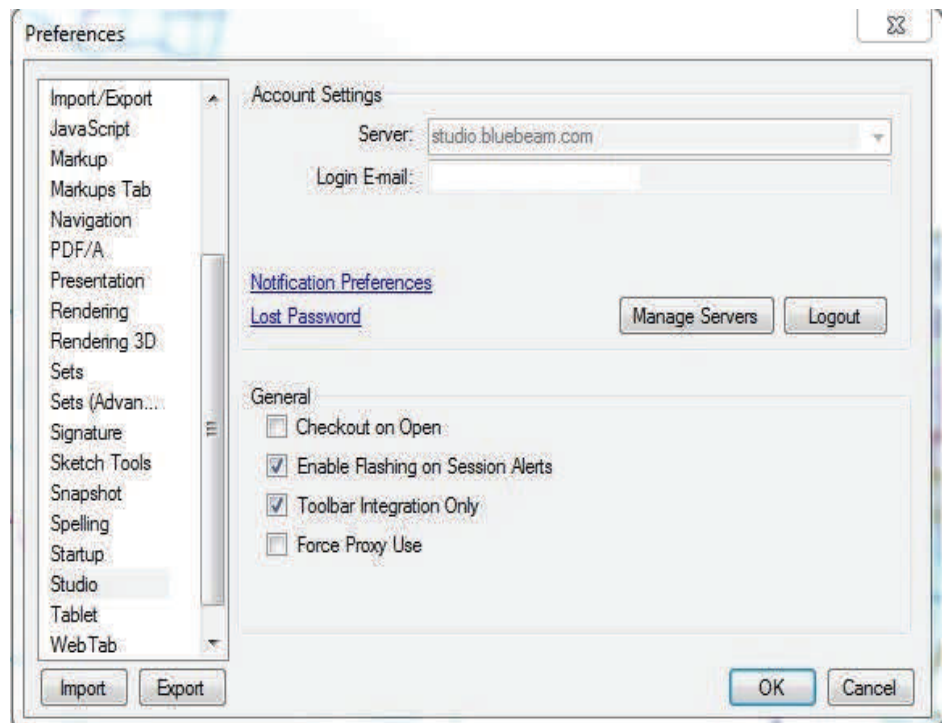 Preferences
Import/Export
JavaScript
Markup
Markups Tab
Navigation
PDF/A
Presentation
Rendering
Rendering 3D
Sets
Sets (Advan...
Signature
Sketch Tools
Snapshot
Spelling
Startup
Studio
Tablet
WebTab
Import Export
Account Settings
Server: studio.bluebeam.com
Login E-mail:
Notification Preferences
Lost Password
Manage Servers Logout
General
Checkout on Open
Enable Flashing on Session Alerts
Toolbar Integration Only
Force Proxy Use
OK Cancel